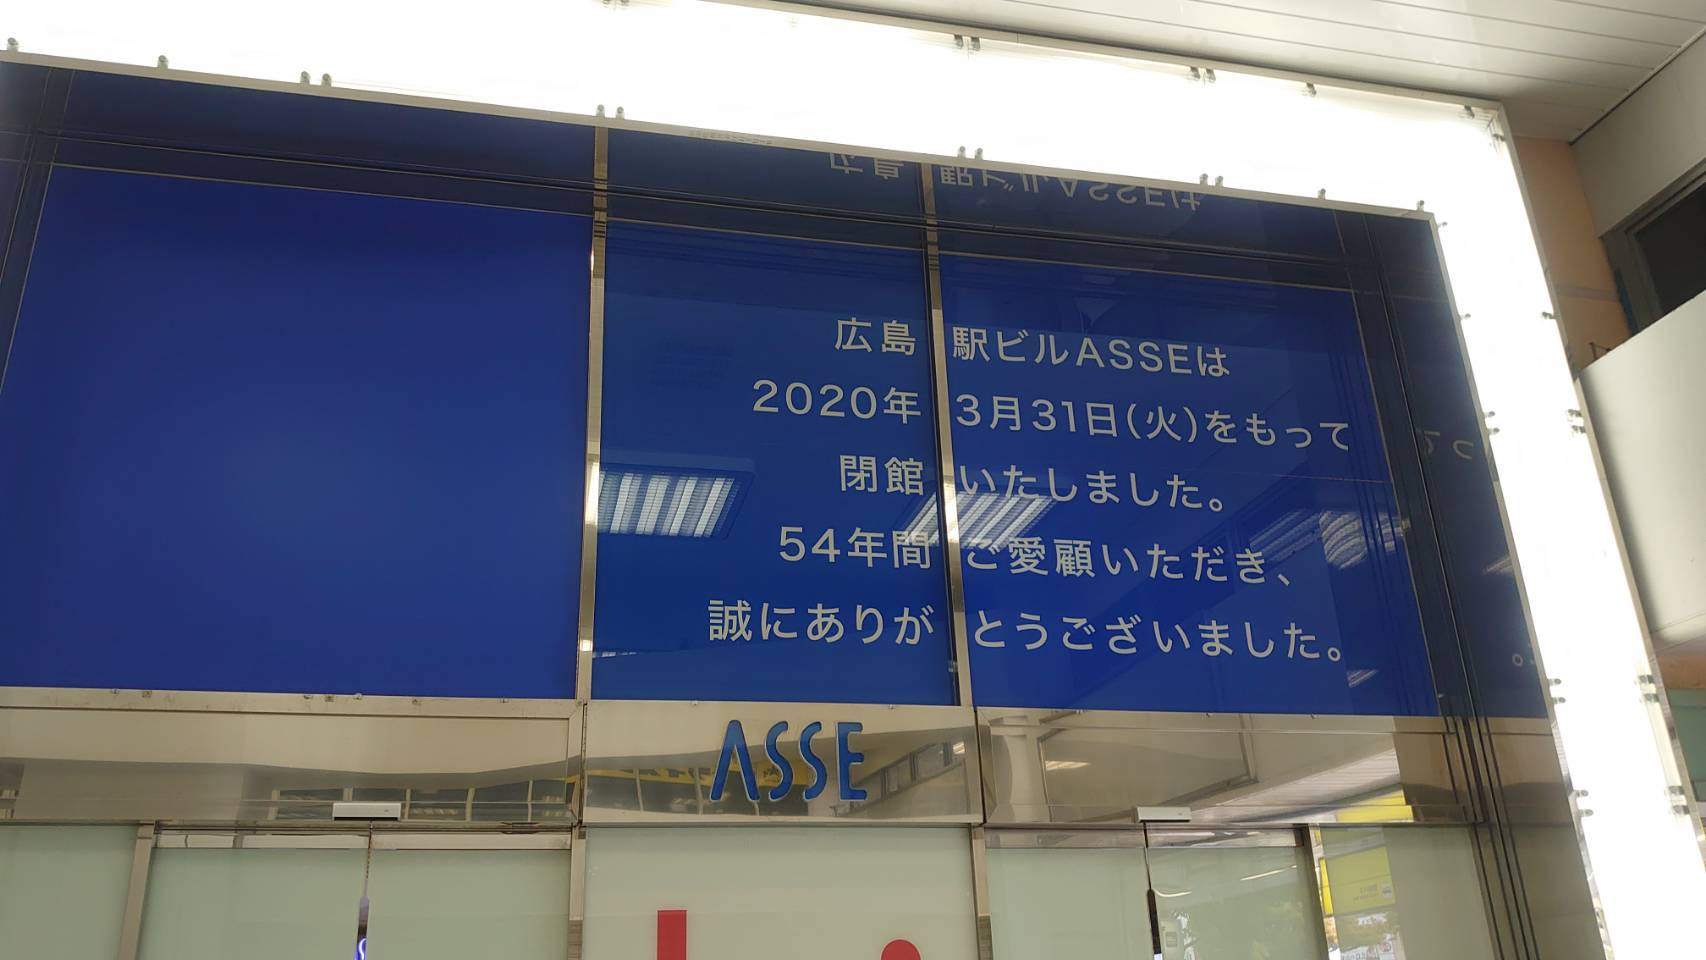 広島駅ビルASSEは
2020年3月31日(火)をもって
閉館いたしました。
54年間ご愛顧いただき、
誠にありがとうございました。
ASSE